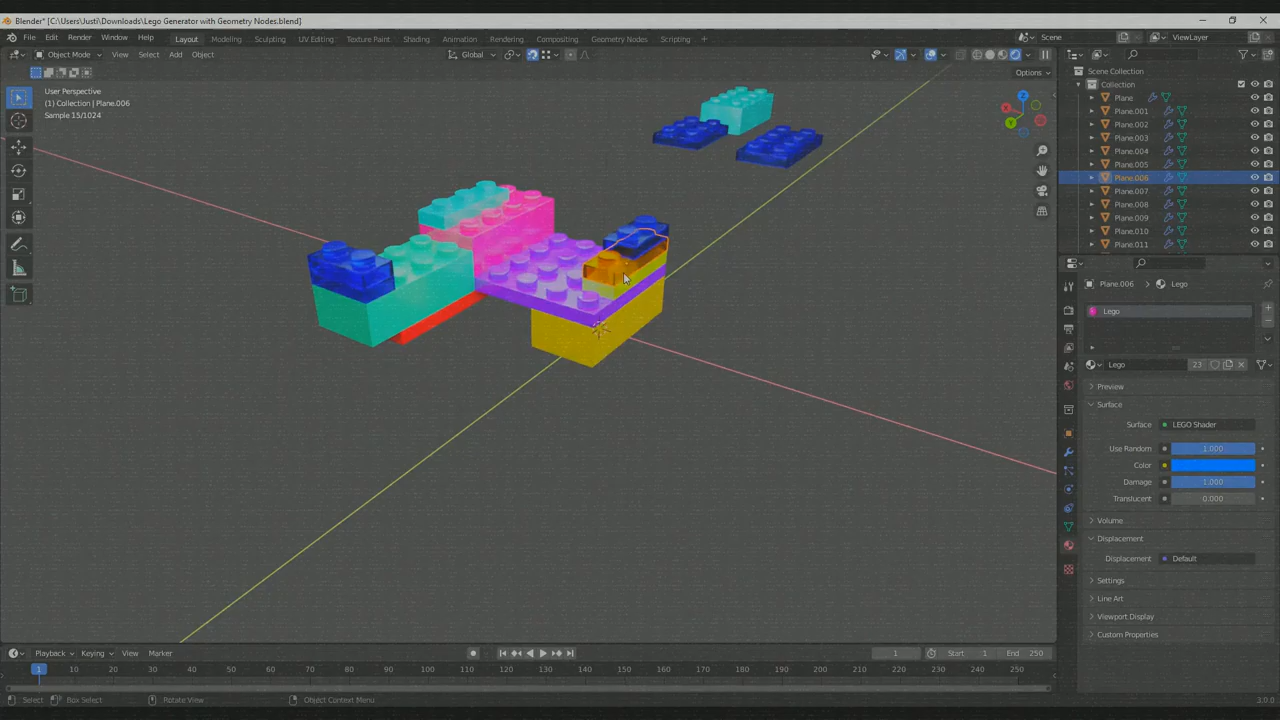 Blender* [C:\Users\Justi\Downloads\Lego Generator with Geometry Nodes.blend]
File Edit Render Window Help Layout Modeling Sculpting UV Editing Texture Paint Shading Animation Rendering Compositing Geometry Nodes Scripting + Scene ViewLayer
Object Mode View Select Add Object Global
Options
User Perspective
(1) Collection | Plane.006
Sample 15/1024
X
Y
Z
Scene Collection
Collection
Plane
Plane.001
Plane.002
Plane.003
Plane.004
Plane.005
Plane.006
Plane.007
Plane.008
Plane.009
Plane.010
Plane.011
Plane.006 > Lego
Lego
Lego 23
Preview
Surface
Surface LEGO Shader
Use Random 1.000
Color
Damage 1.000
Translucent 0.000
Volume
Displacement
Displacement Default
Settings
Line Art
Viewport Display
Custom Properties
Playback Keying View Marker 1 Start 1 End 250
1 10 20 30 40 50 60 70 80 90 100 110 120 130 140 150 160 170 180 190 200 210 220 230 240 250
Select Box Select Rotate View Object Context Menu 3.0.0